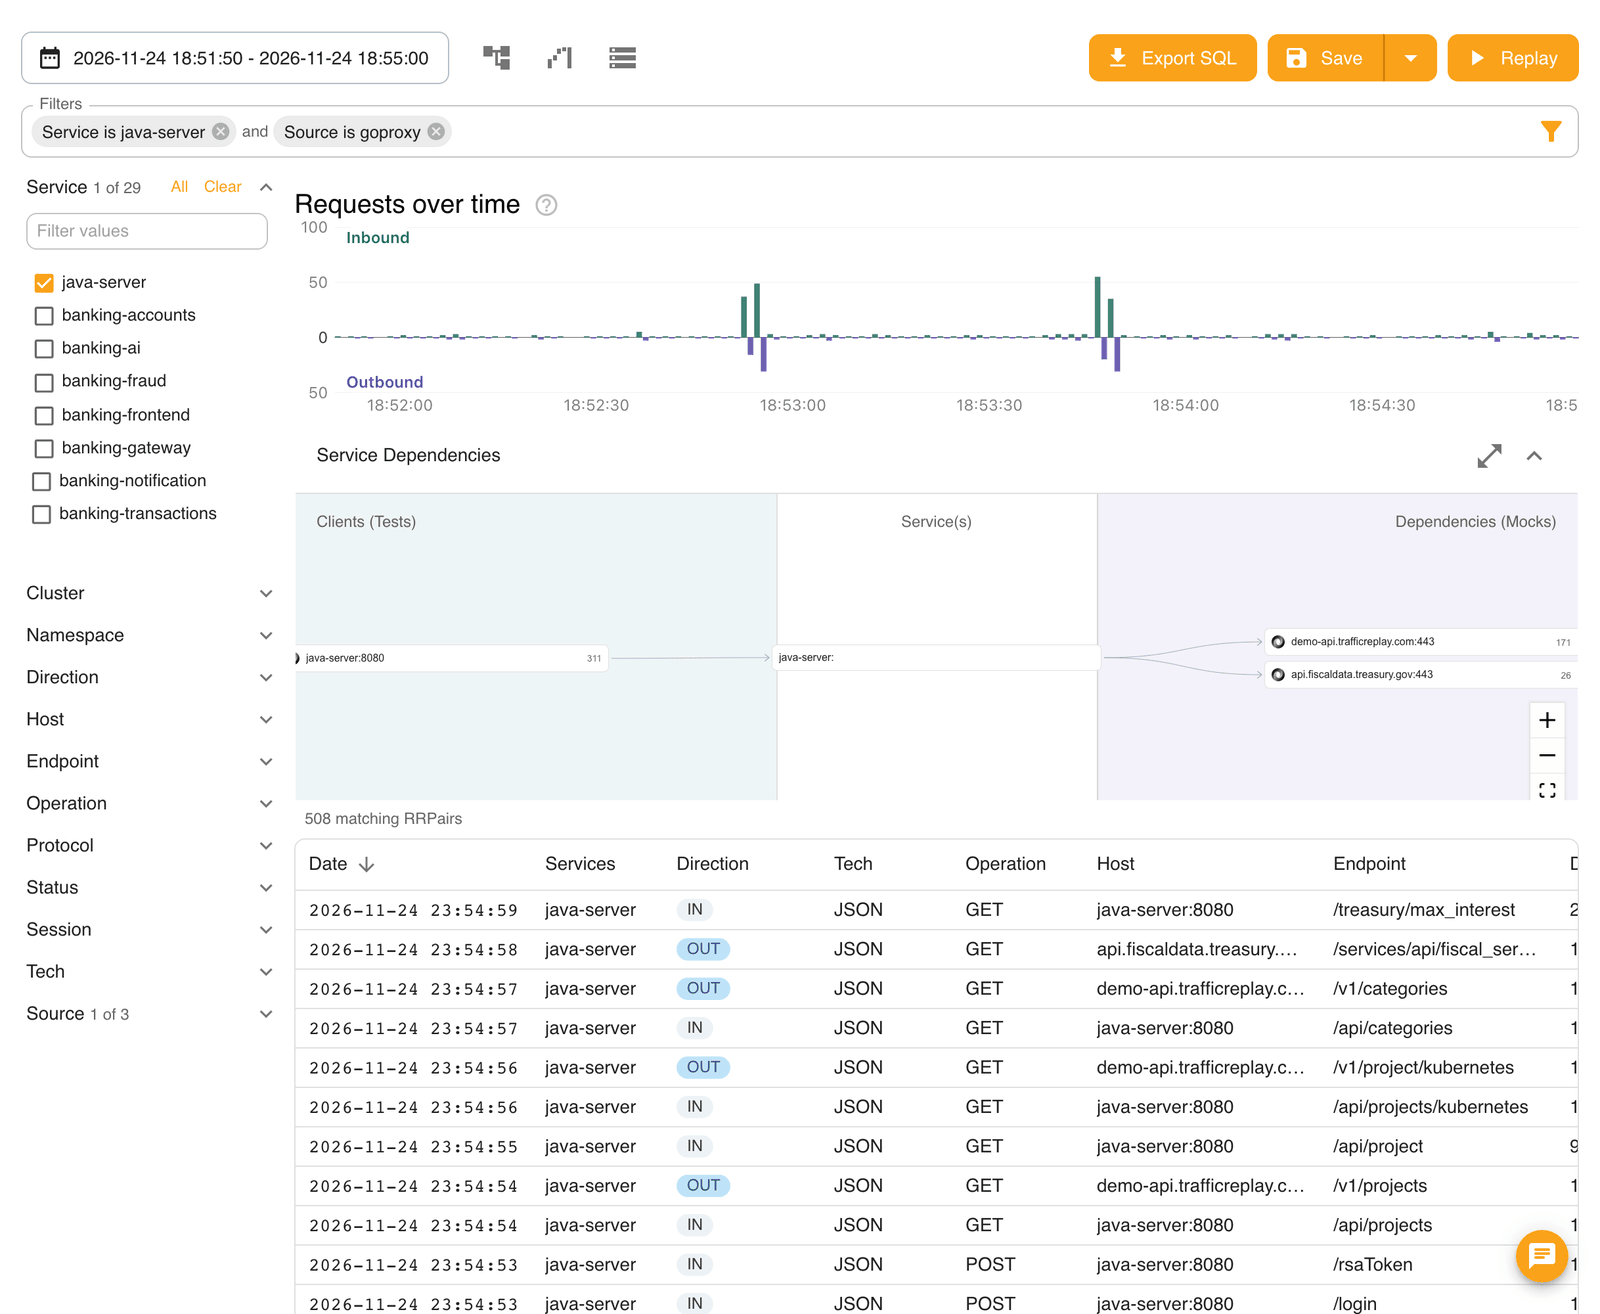 2026-11-24 18:51:50 - 2026-11-24 18:55:00
Export SQL
Save
Replay
Filters
Service is java-server and Source is goproxy
Service 1 of 29 All Clear
Filter values
java-server
banking-accounts
banking-ai
banking-fraud
banking-frontend
banking-gateway
banking-notification
banking-transactions
Cluster
Namespace
Direction
Host
Endpoint
Operation
Protocol
Status
Session
Tech
Source 1 of 3
Requests over time
100
Inbound
50
0
Outbound
50
18:52:00 18:52:30 18:53:00 18:53:30 18:54:00 18:54:30 18:5
Service Dependencies
Clients (Tests) Service(s) Dependencies (Mocks)
java-server:8080 311
java-server:
demo-api.trafficreplay.com:443 171
api.fiscaldata.treasury.gov:443 26
508 matching RRPairs
Date Services Direction Tech Operation Host Endpoint
2026-11-24 23:54:59 java-server IN JSON GET java-server:8080 /treasury/max_interest 2
2026-11-24 23:54:58 java-server OUT JSON GET api.fiscaldata.treasury.... /services/api/fiscal_ser... 1
2026-11-24 23:54:57 java-server OUT JSON GET demo-api.trafficreplay.c... /v1/categories 1
2026-11-24 23:54:57 java-server IN JSON GET java-server:8080 /api/categories 1
2026-11-24 23:54:56 java-server OUT JSON GET demo-api.trafficreplay.c... /v1/project/kubernetes 1
2026-11-24 23:54:56 java-server IN JSON GET java-server:8080 /api/projects/kubernetes 1
2026-11-24 23:54:55 java-server IN JSON GET java-server:8080 /api/project 9
2026-11-24 23:54:54 java-server OUT JSON GET demo-api.trafficreplay.c... /v1/projects 1
2026-11-24 23:54:54 java-server IN JSON GET java-server:8080 /api/projects 1
2026-11-24 23:54:53 java-server IN JSON POST java-server:8080 /rsaToken 1
2026-11-24 23:54:53 java-server IN JSON POST java-server:8080 /login 1